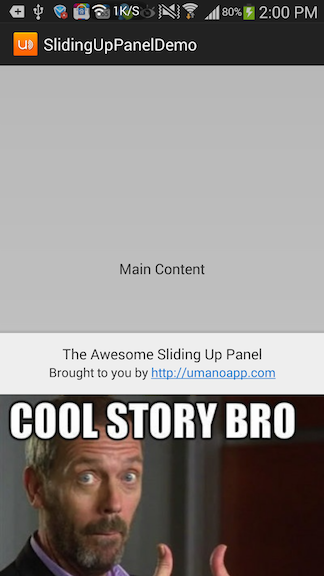 1K/S 80% 2:00 PM
SlidingUpPanelDemo
Main Content
The Awesome Sliding Up Panel
Brought to you by http://umanoapp.com
COOL STORY BRO